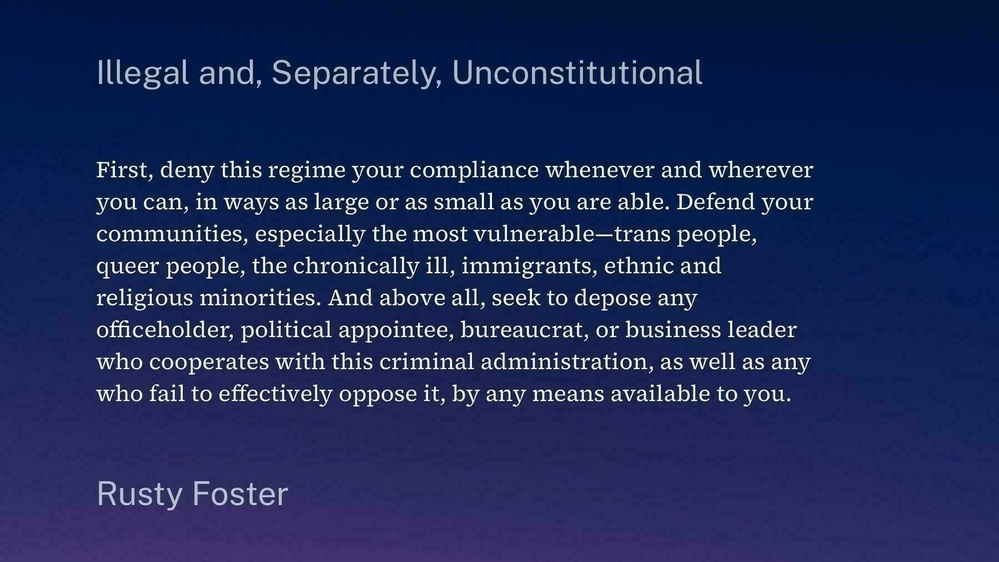 Illegal and, Separately, Unconstitutional
First, deny this regime your compliance whenever and wherever
you can, in ways as large or as small as you are able. Defend your
communities, especially the most vulnerable—trans people,
queer people, the chronically ill, immigrants, ethnic and
religious minorities. And above all, seek to depose any
officeholder, political appointee, bureaucrat, or business leader
who cooperates with this criminal administration, as well as any
who fail to effectively oppose it, by any means available to you.
Rusty Foster